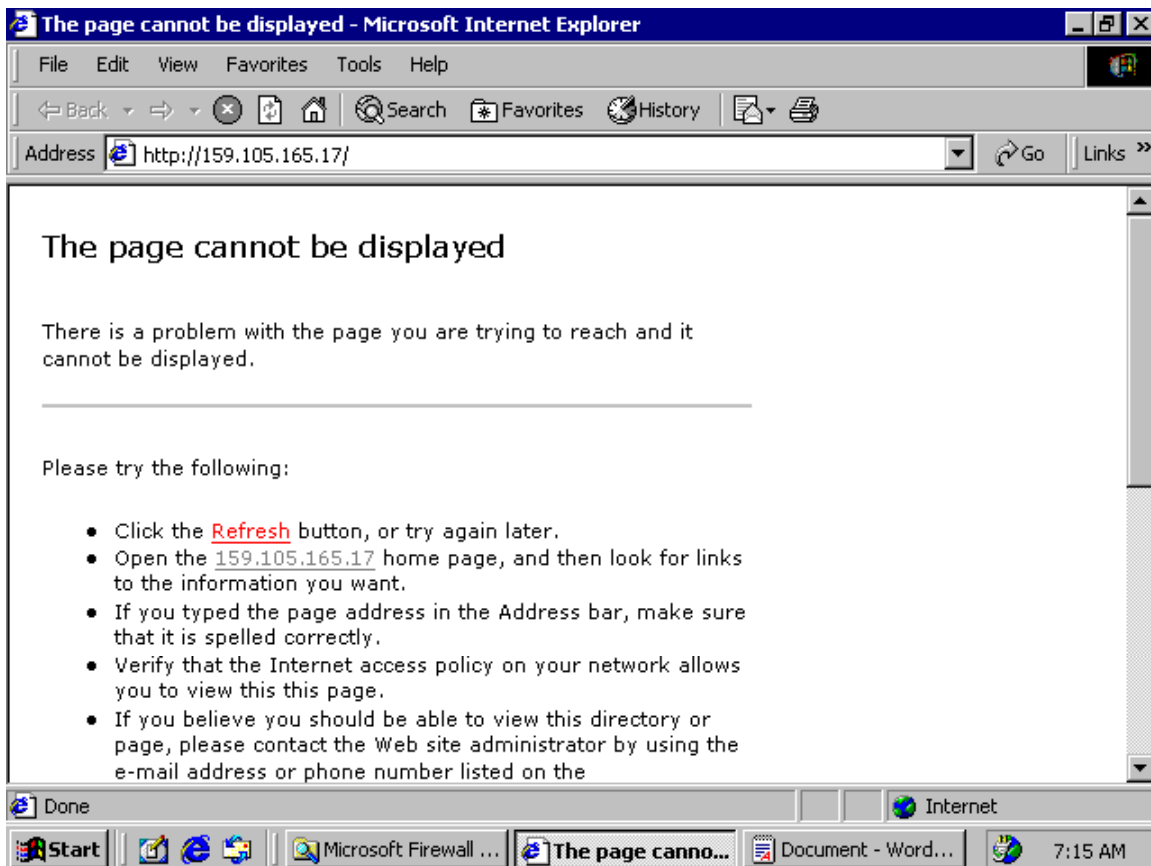 The page cannot be displayed - Microsoft Internet Explorer
File Edit View Favorites Tools Help
Back Search Favorites History
Address http://159.105.165.17/ Go Links »
The page cannot be displayed
There is a problem with the page you are trying to reach and it
cannot be displayed.
Please try the following:
• Click the Refresh button, or try again later.
• Open the 159.105.165.17 home page, and then look for links
to the information you want.
• If you typed the page address in the Address bar, make sure
that it is spelled correctly.
• Verify that the Internet access policy on your network allows
you to view this this page.
• If you believe you should be able to view this directory or
page, please contact the Web site administrator by using the
e-mail address or phone number listed on the
Done Internet
Start Microsoft Firewall ... The page canno... Document - Word... 7:15 AM